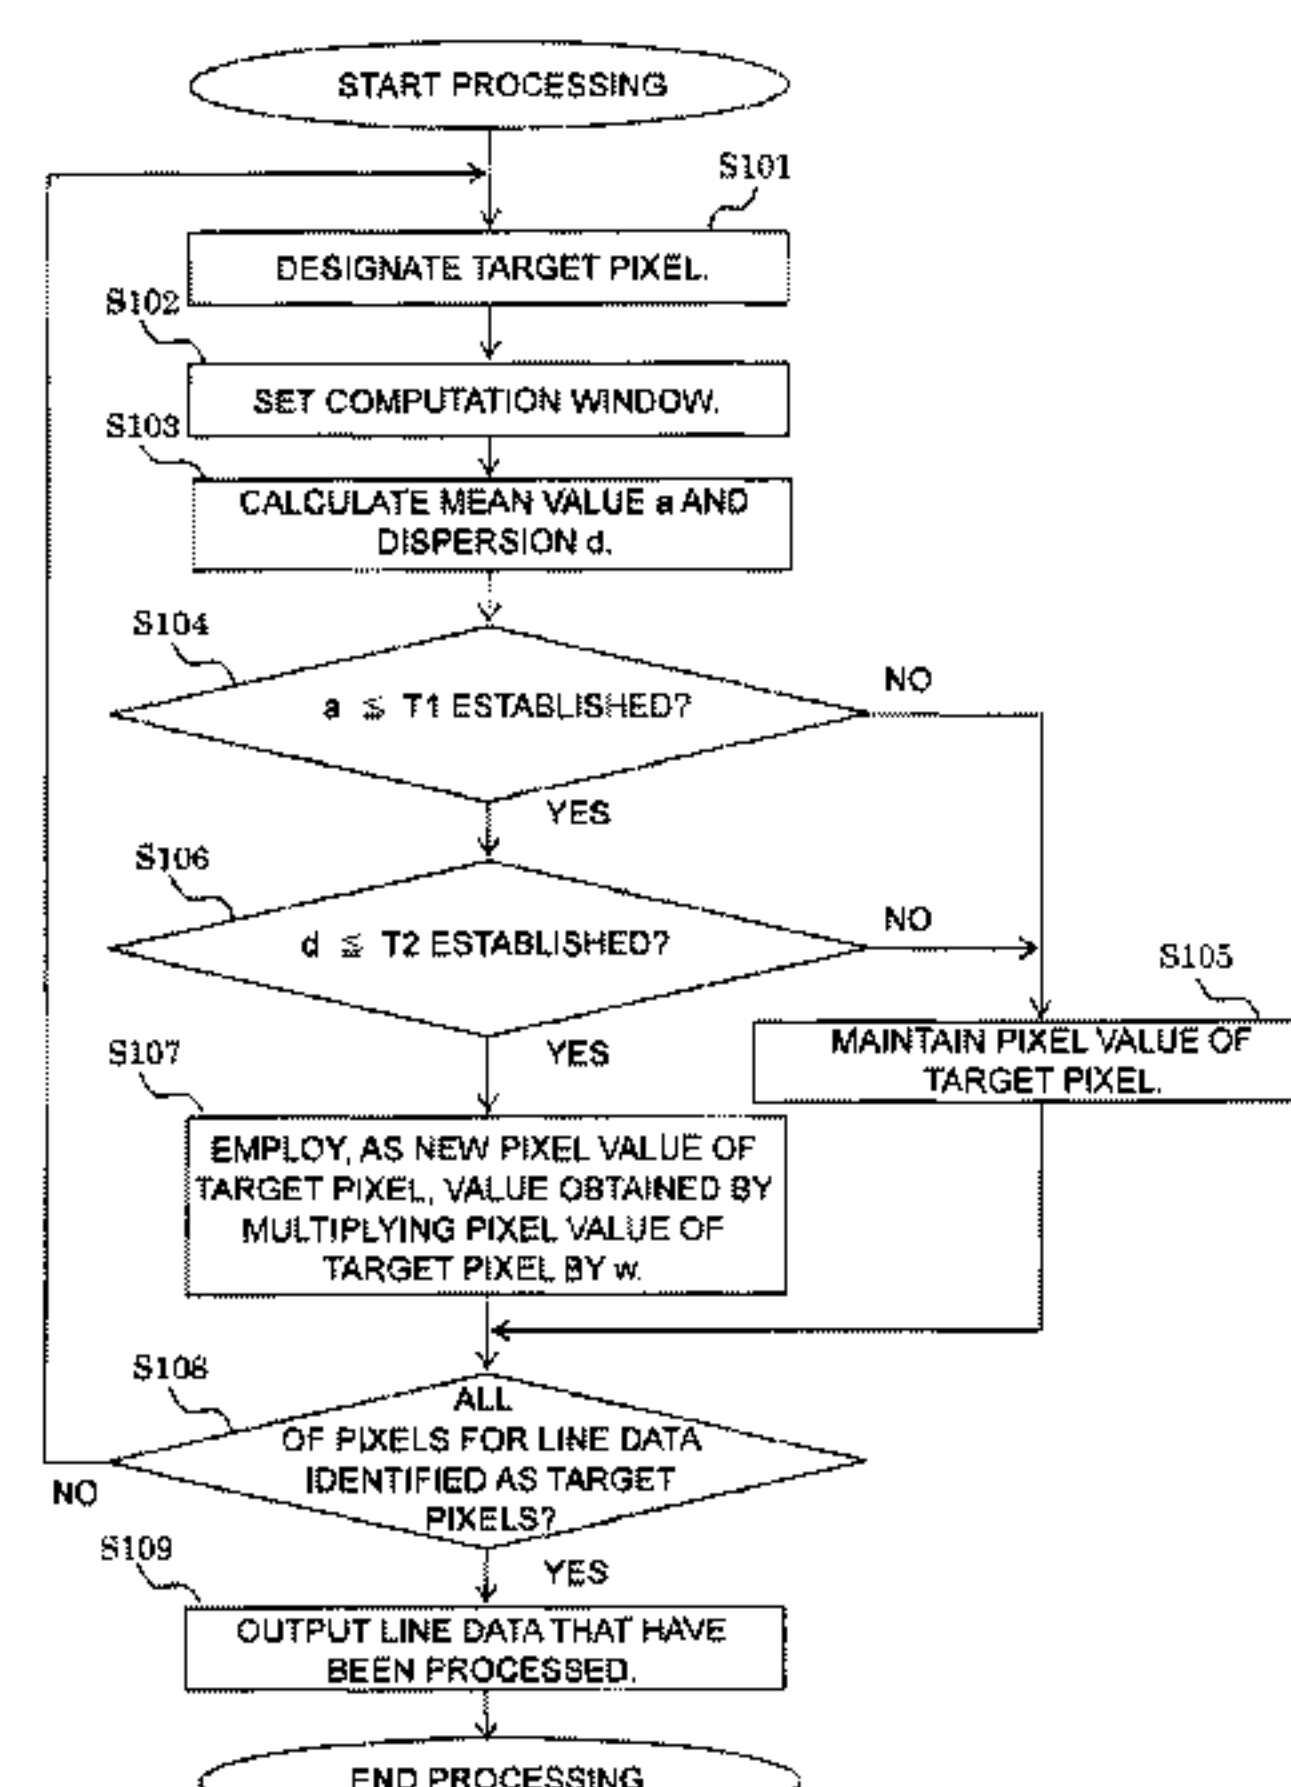 START PROCESSING
S101
DESIGNATE TARGET PIXEL.
S102
SET COMPUTATION WINDOW.
S103
CALCULATE MEAN VALUE a AND
DISPERSION d.
S104
a ≦ T1 ESTABLISHED?
NO
YES
S106
d ≦ T2 ESTABLISHED?
NO
YES
S105
MAINTAIN PIXEL VALUE OF
TARGET PIXEL.
S107
EMPLOY, AS NEW PIXEL VALUE OF
TARGET PIXEL, VALUE OBTAINED BY
MULTIPLYING PIXEL VALUE OF
TARGET PIXEL BY w.
S108
ALL
OF PIXELS FOR LINE DATA
IDENTIFIED AS TARGET
PIXELS?
NO
YES
S109
OUTPUT LINE DATA THAT HAVE
BEEN PROCESSED.
END PROCESSING